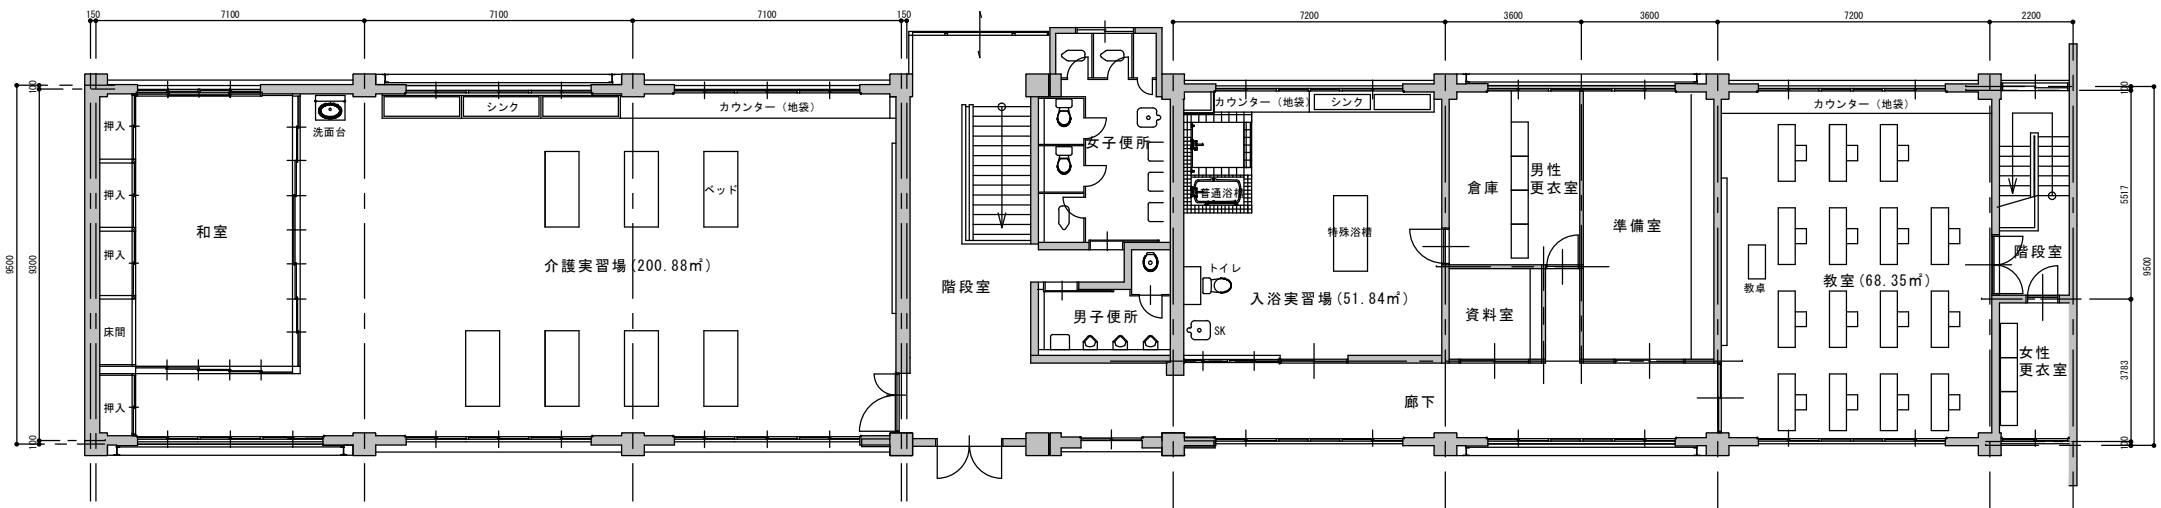 150
7100
7100
7100
150
7200
3600
3600
7200
2200
9500
9300
100
100
100
5517
3783
100
9500
押入
押入
押入
床間
押入
和室
洗面台
シンク
カウンター（地袋）
ベッド
介護実習場(200.88㎡)
階段室
女子便所
男子便所
カウンター（地袋）
シンク
普通浴槽
特殊浴槽
トイレ
入浴実習場(51.84㎡)
SK
倉庫
男性
更衣室
資料室
準備室
廊下
カウンター（地袋）
教卓
教室(68.35㎡)
階段室
女性
更衣室